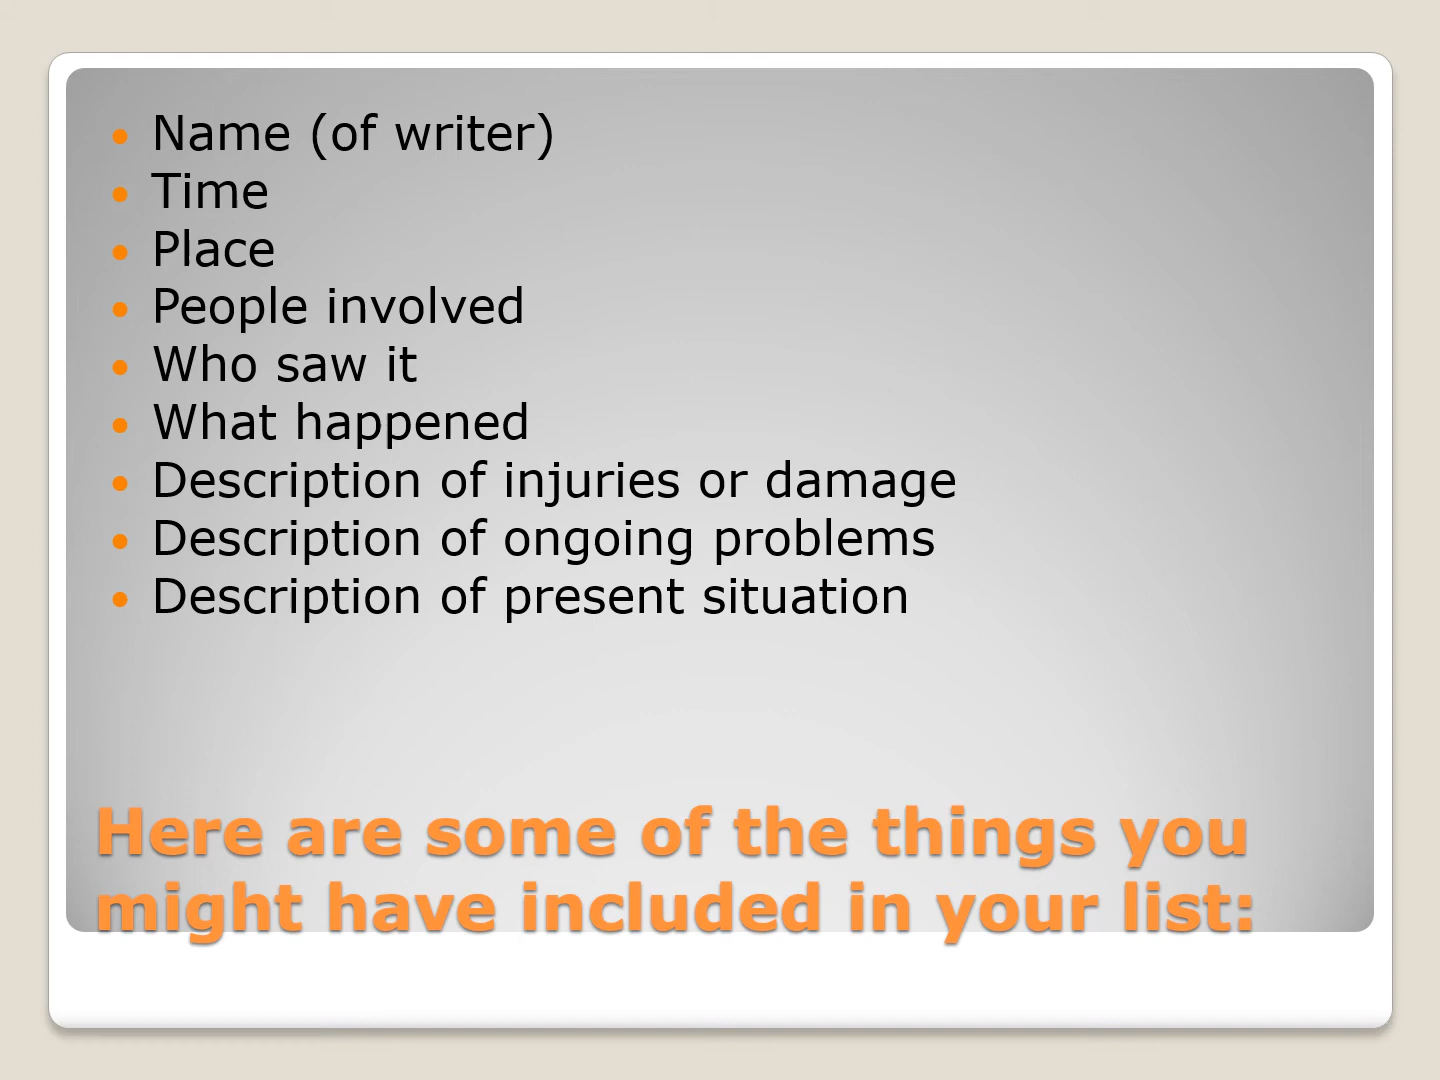 Name (of writer)
Time
Place
People involved
Who saw it
What happened
Description of injuries or damage
Description of ongoing problems
Description of present situation
Here are some of the things you
might have included in your list: